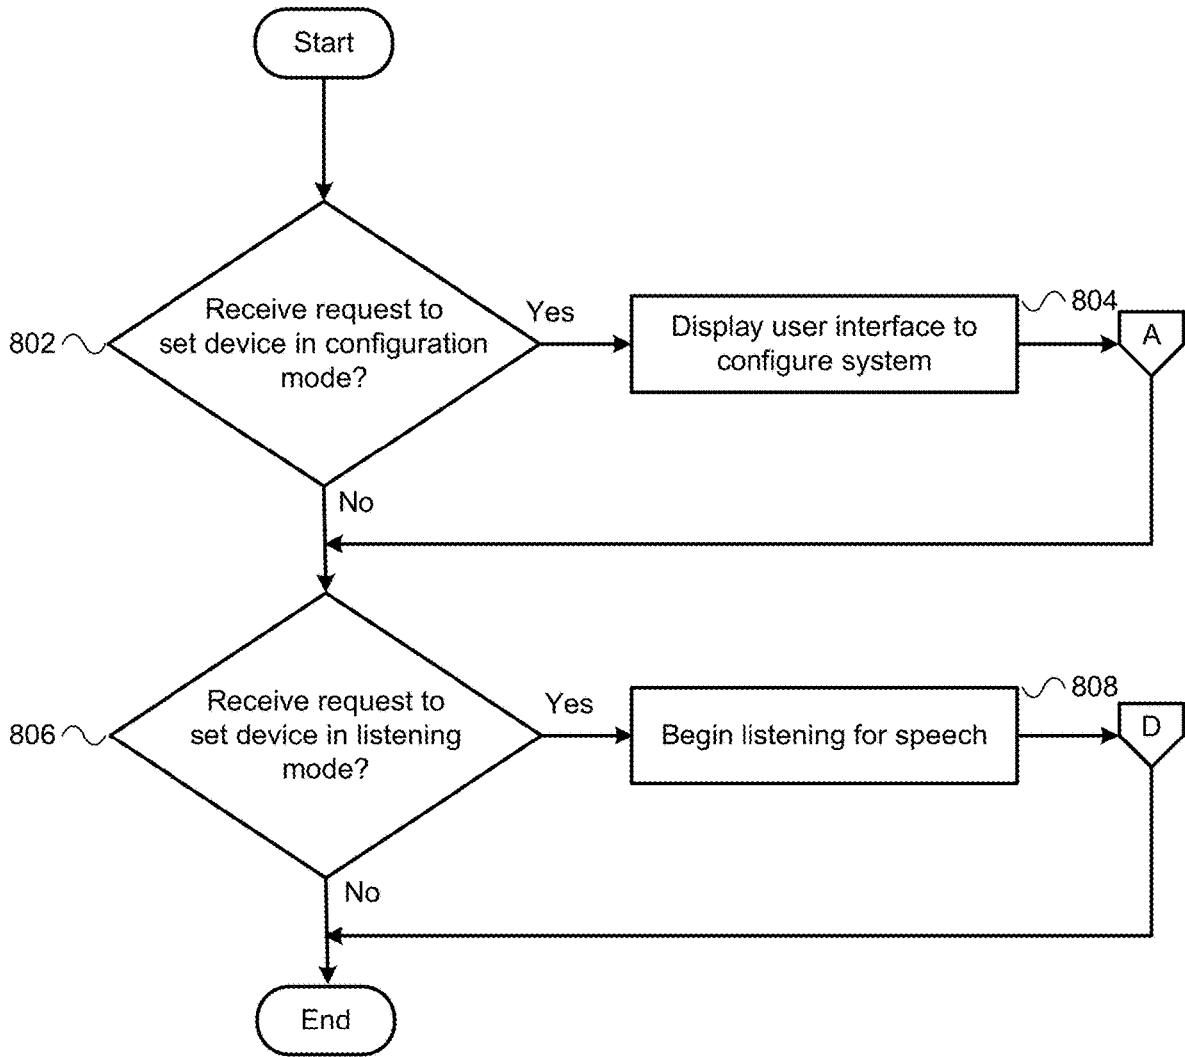 Start
Receive request to
set device in configuration
mode?
802
Yes
Display user interface to
configure system
804
A
No
Receive request to
set device in listening
mode?
806
Yes
Begin listening for speech
808
D
No
End